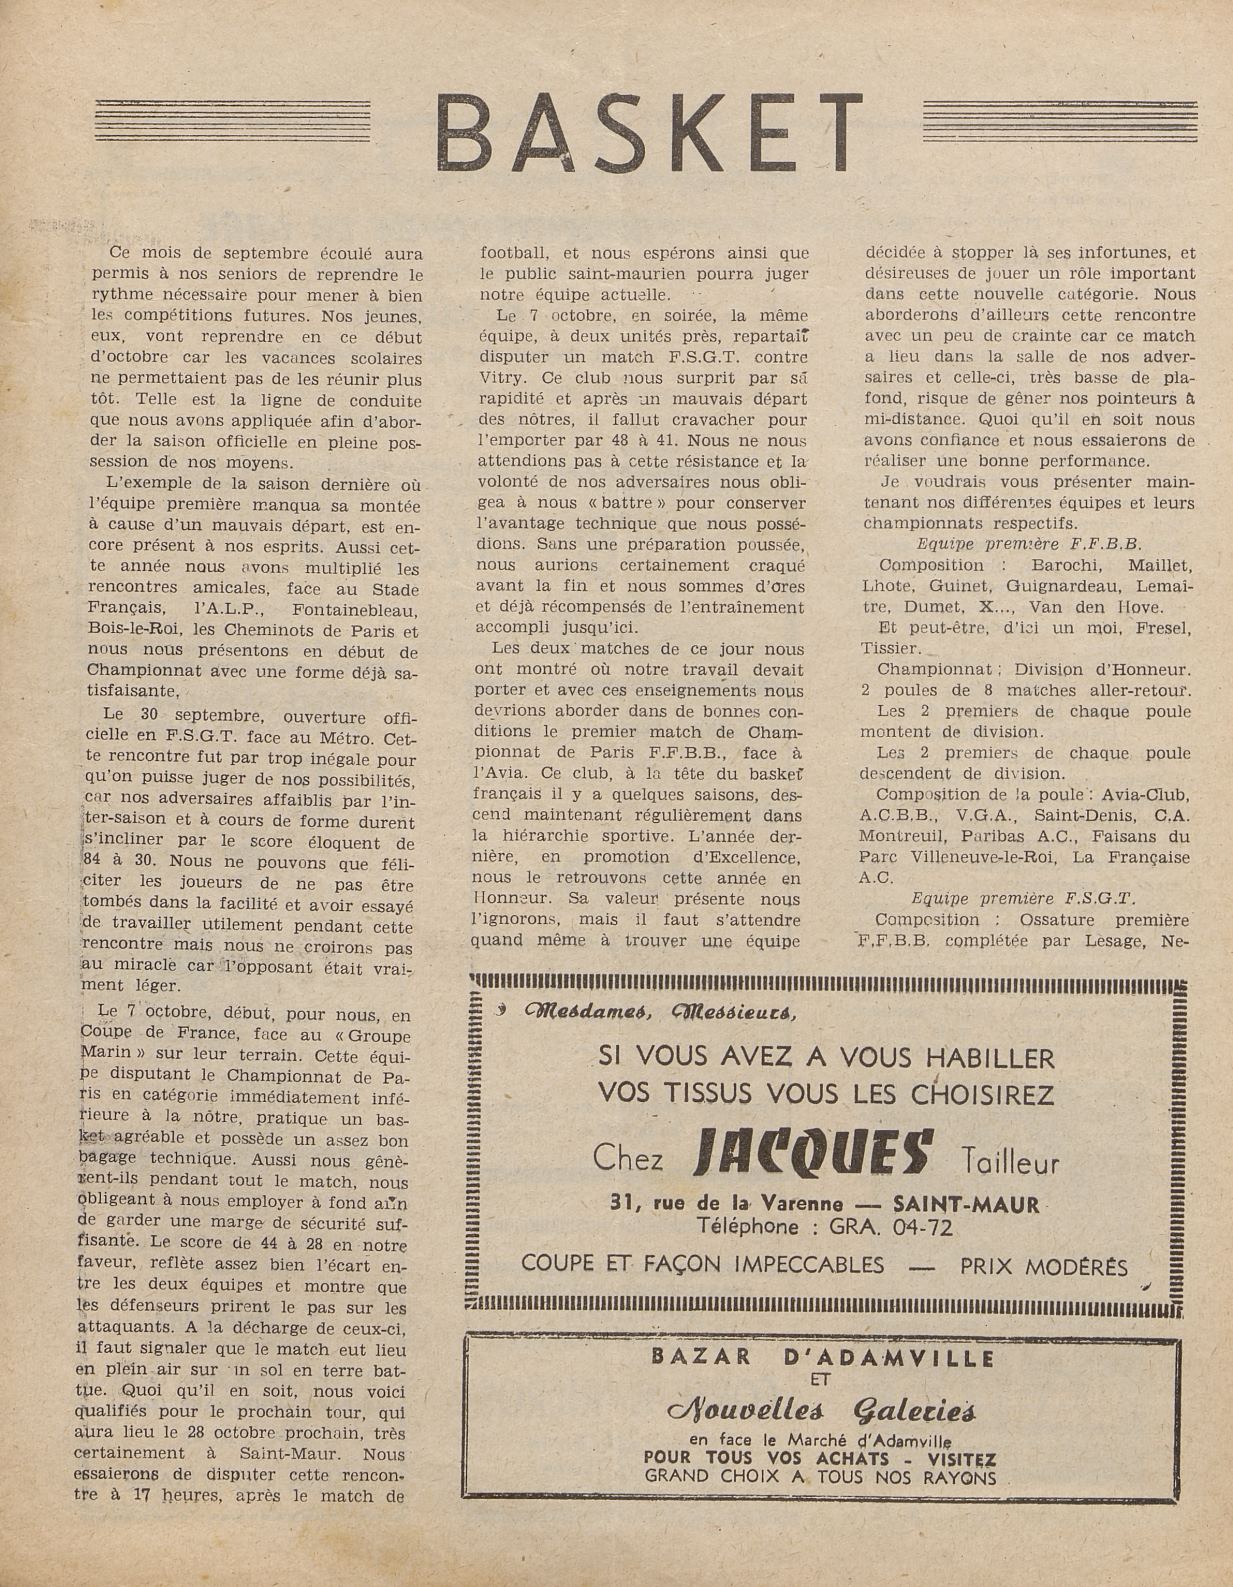 BASKET
Ce mois de septembre écoulé aura
permis à nos seniors de reprendre le
rythme nécessaire pour mener à bien
les compétitions futures. Nos jeunes,
eux, vont reprendre en ce début
d'octobre car les vacances scolaires
ne permettaient pas de les réunir plus
tôt. Telle est la ligne de conduite
que nous avons appliquée afin d'abor-
der la saison officielle en pleine pos-
session de nos moyens.
L'exemple de la saison dernière où
l'équipe première manqua sa montée
à cause d'un mauvais départ, est en-
core présent à nos esprits. Aussi cet-
te année nous avons multiplié les
rencontres amicales, face au Stade
Français, l'A.L.P., Fontainebleau,
Bois-le-Roi, les Cheminots de Paris et
nous nous présentons en début de
Championnat avec une forme déjà sa-
tisfaisante,
Le 30 septembre, ouverture offi-
cielle en F.S.G.T. face au Métro. Cet-
te rencontre fut par trop inégale pour
qu'on puisse juger de nos possibilités,
car nos adversaires affaiblis par l'in-
ter-saison et à cours de forme durent
s'incliner par le score éloquent de
84 à 30. Nous ne pouvons que féli-
citer les joueurs de ne pas être
tombés dans la facilité et avoir essayé
de travailler utilement pendant cette
rencontre mais nous ne croirons pas
au miracle car l'opposant était vrai-
ment léger.
Le 7 octobre, début, pour nous, en
Coupe de France, face au « Groupe
Marin » sur leur terrain. Cette équi-
pe disputant le Championnat de Pa-
ris en catégorie immédiatement infé-
rieure à la nôtre, pratique un bas-
ket agréable et possède un assez bon
bagage technique. Aussi nous gênè-
rent-ils pendant tout le match, nous
obligeant à nous employer à fond afin
de garder une marge de sécurité suf-
fisante. Le score de 44 à 28 en notre
faveur, reflète assez bien l'écart en-
tre les deux équipes et montre que
les défenseurs prirent le pas sur les
attaquants. A la décharge de ceux-ci,
il faut signaler que le match eut lieu
en plein air sur un sol en terre bat-
tue. Quoi qu'il en soit, nous voici
qualifiés pour le prochain tour, qui
aura lieu le 28 octobre prochain, très
certainement à Saint-Maur. Nous
essaierons de disputer cette rencon-
tre à 17 heures, après le match de
football, et nous espérons ainsi que
le public saint-maurien pourra juger
notre équipe actuelle.
Le 7 octobre, en soirée, la même
équipe, à deux unités près, repartait
disputer un match F.S.G.T. contre
Vitry. Ce club nous surprit par sa
rapidité et après un mauvais départ
des nôtres, il fallut cravacher pour
l'emporter par 48 à 41. Nous ne nous
attendions pas à cette résistance et la
volonté de nos adversaires nous obli-
gea à nous « battre » pour conserver
l'avantage technique que nous possé-
dions. Sans une préparation poussée,
nous aurions certainement craqué
avant la fin et nous sommes d'ores
et déjà récompensés de l'entraînement
accompli jusqu'ici.
Les deux matches de ce jour nous
ont montré où notre travail devait
porter et avec ces enseignements nous
devrions aborder dans de bonnes con-
ditions le premier match de Cham-
pionnat de Paris F.F.B.B., face à
l'Avia. Ce club, à la tête du basket
français il y a quelques saisons, des-
cend maintenant régulièrement dans
la hiérarchie sportive. L'année der-
nière, en promotion d'Excellence,
nous le retrouvons cette année en
Honneur. Sa valeur présente nous
l'ignorons, mais il faut s'attendre
quand même à trouver une équipe
décidée à stopper là ses infortunes, et
désireuses de jouer un rôle important
dans cette nouvelle catégorie. Nous
aborderons d'ailleurs cette rencontre
avec un peu de crainte car ce match
a lieu dans la salle de nos adver-
saires et celle-ci, très basse de pla-
fond, risque de gêner nos pointeurs à
mi-distance. Quoi qu'il en soit nous
avons confiance et nous essaierons de
réaliser une bonne performance.
Je voudrais vous présenter main-
tenant nos différentes équipes et leurs
championnats respectifs.
Equipe première F.F.B.B.
Composition : Barochi, Maillet,
Lhote, Guinet, Guignardeau, Lemaî-
tre, Dumet, X..., Van den Hove.
Et peut-être, d'ici un moi, Fresel,
Tissier.
Championnat : Division d'Honneur.
2 poules de 8 matches aller-retour.
Les 2 premiers de chaque poule
montent de division.
Les 2 premiers de chaque poule
descendent de division.
Composition de la poule : Avia-Club,
A.C.B.B., V.G.A., Saint-Denis, C.A.
Montreuil, Paribas A.C., Faisans du
Parc Villeneuve-le-Roi, La Française
A.C.
Equipe première F.S.G.T.
Composition : Ossature première
F.F.B.B. complétée par Lesage, Ne-
Mesdames, Messieurs,
SI VOUS AVEZ A VOUS HABILLER
VOS TISSUS VOUS LES CHOISIREZ
Chez JACQUES Tailleur
31, rue de la Varenne — SAINT-MAUR
Téléphone : GRA. 04-72
COUPE ET FAÇON IMPECCABLES — PRIX MODÉRÉS
BAZAR D'ADAMVILLE
ET
Nouvelles Galeries
en face le Marché d'Adamville
POUR TOUS VOS ACHATS - VISITEZ
GRAND CHOIX A TOUS NOS RAYONS